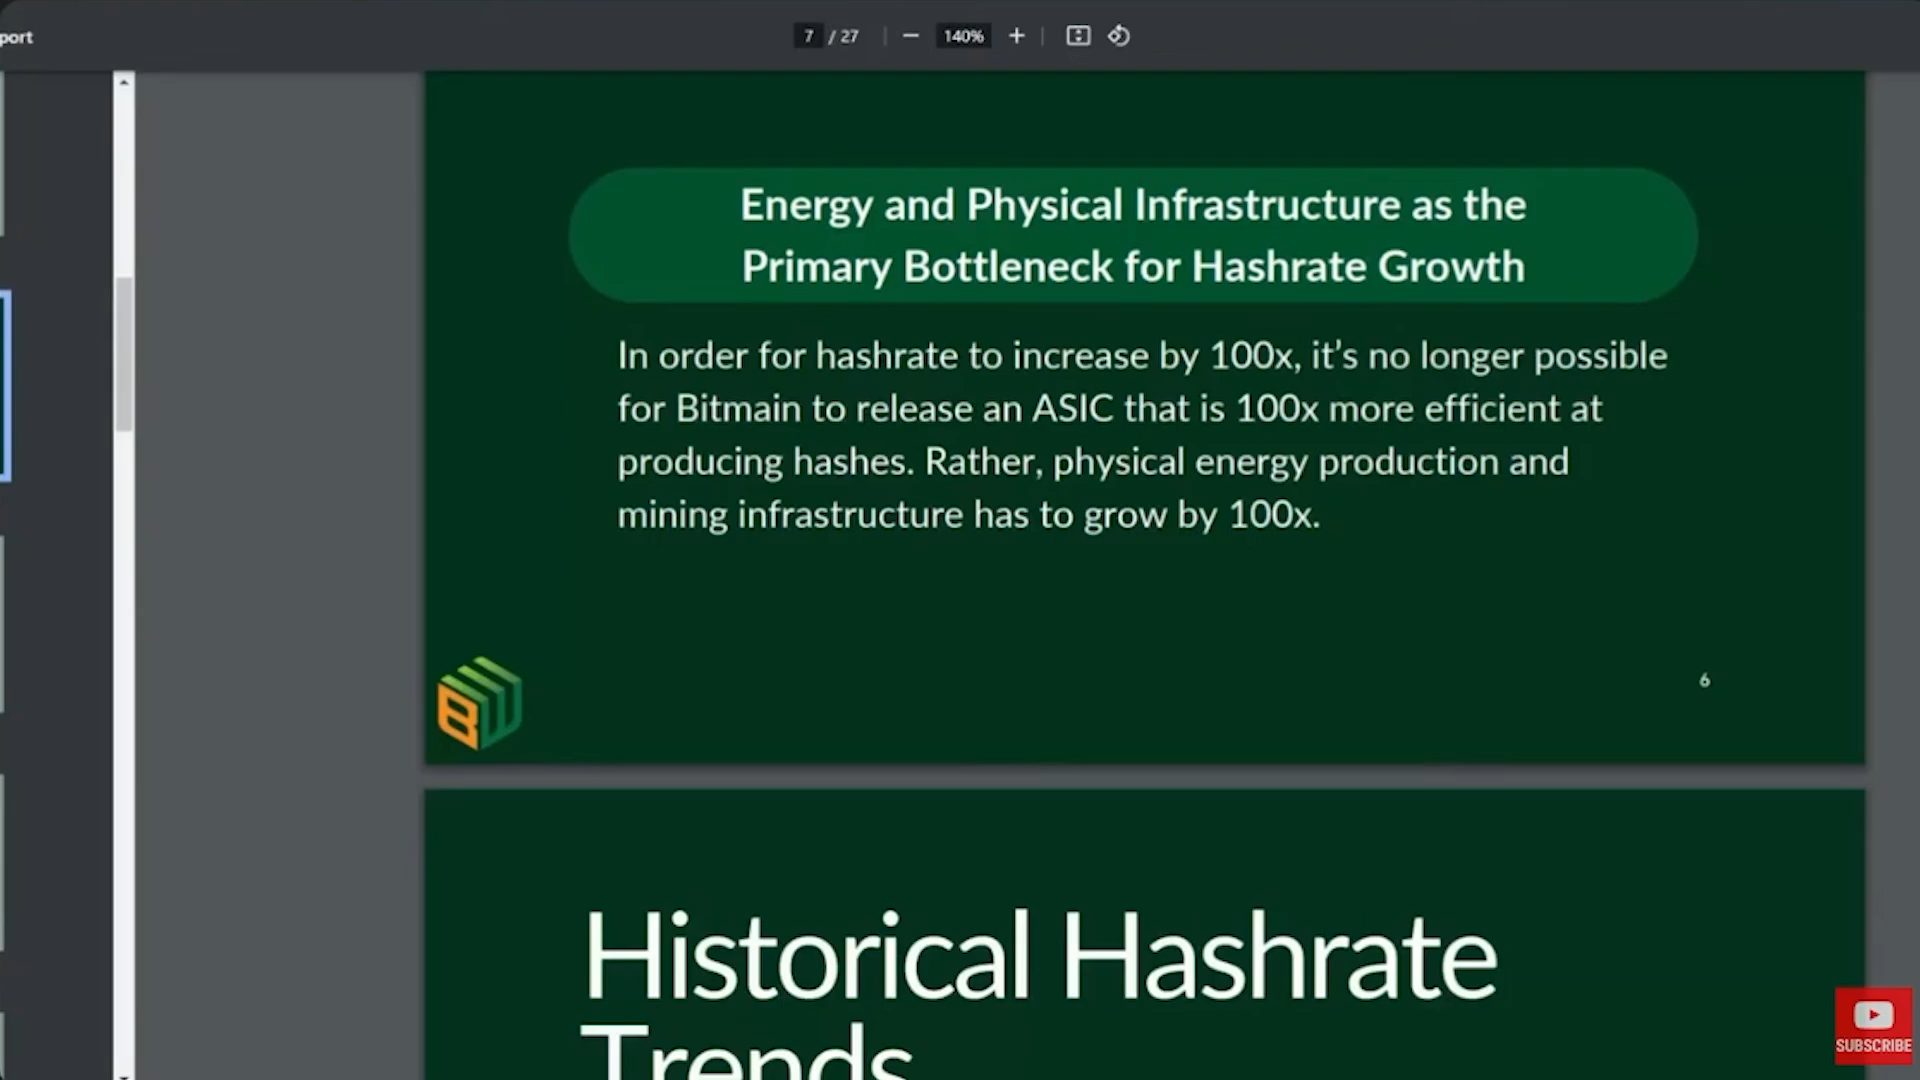 port
7 / 27
140%
Energy and Physical Infrastructure as the
Primary Bottleneck for Hashrate Growth
In order for hashrate to increase by 100x, it's no longer possible
for Bitmain to release an ASIC that is 100x more efficient at
producing hashes. Rather, physical energy production and
mining infrastructure has to grow by 100x.
BW
6
Historical Hashrate
Trends
SUBSCRIBE